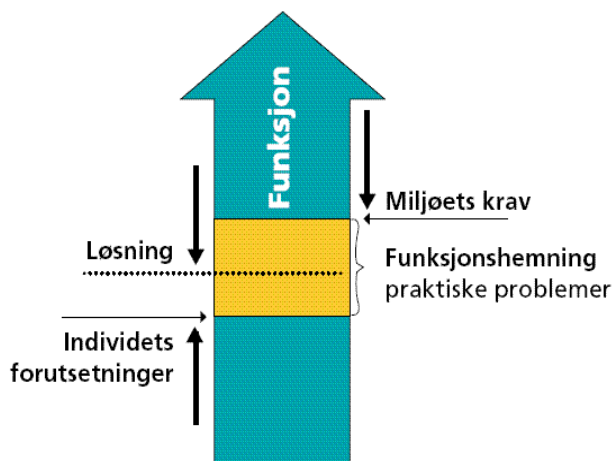 Funksjon
Miljøets krav
Løsning
Funksjonshemning
praktiske problemer
Individets
forutsetninger